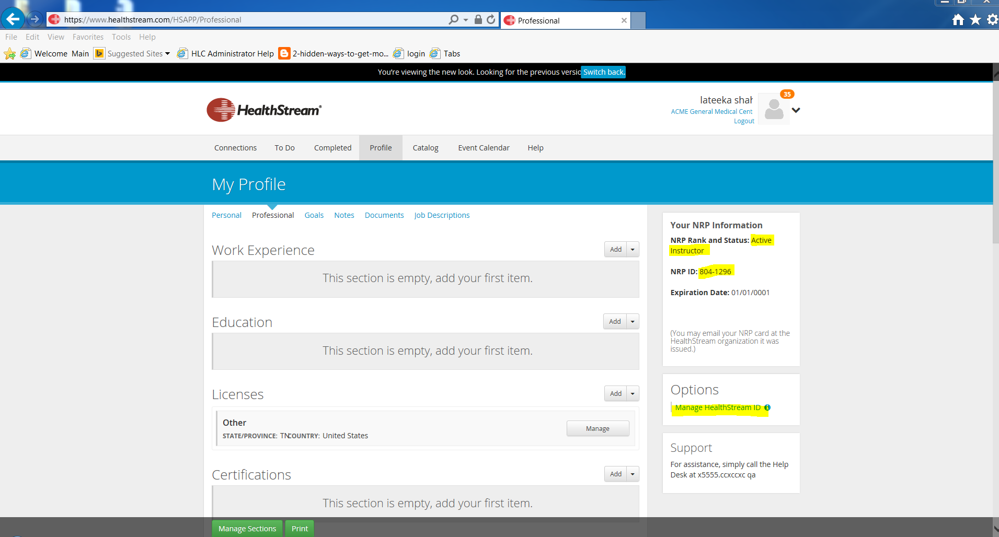 https://www.healthstream.com/HSAPP/Professional
Professional
File Edit View Favorites Tools Help
Welcome Main Suggested Sites HLC Administrator Help 2-hidden-ways-to-get-mo... login Tabs
You're viewing the new look. Looking for the previous versio Switch back.
HealthStream
lateeka shah
35
ACME General Medical Cent
Logout
Connections To Do Completed Profile Catalog Event Calendar Help
My Profile
Personal Professional Goals Notes Documents Job Descriptions
Work Experience
Add
This section is empty, add your first item.
Education
Add
This section is empty, add your first item.
Licenses
Add
Other
STATE/PROVINCE: TN COUNTRY: United States
Manage
Certifications
Add
This section is empty, add your first item.
Manage Sections Print
Your NRP Information
NRP Rank and Status: Active
Instructor
NRP ID: 804-1296
Expiration Date: 01/01/0001
(You may email your NRP card at the
HealthStream organization it was
issued.)
Options
Manage HealthStream ID
Support
For assistance, simply call the Help
Desk at x5555.ccxccxc qa